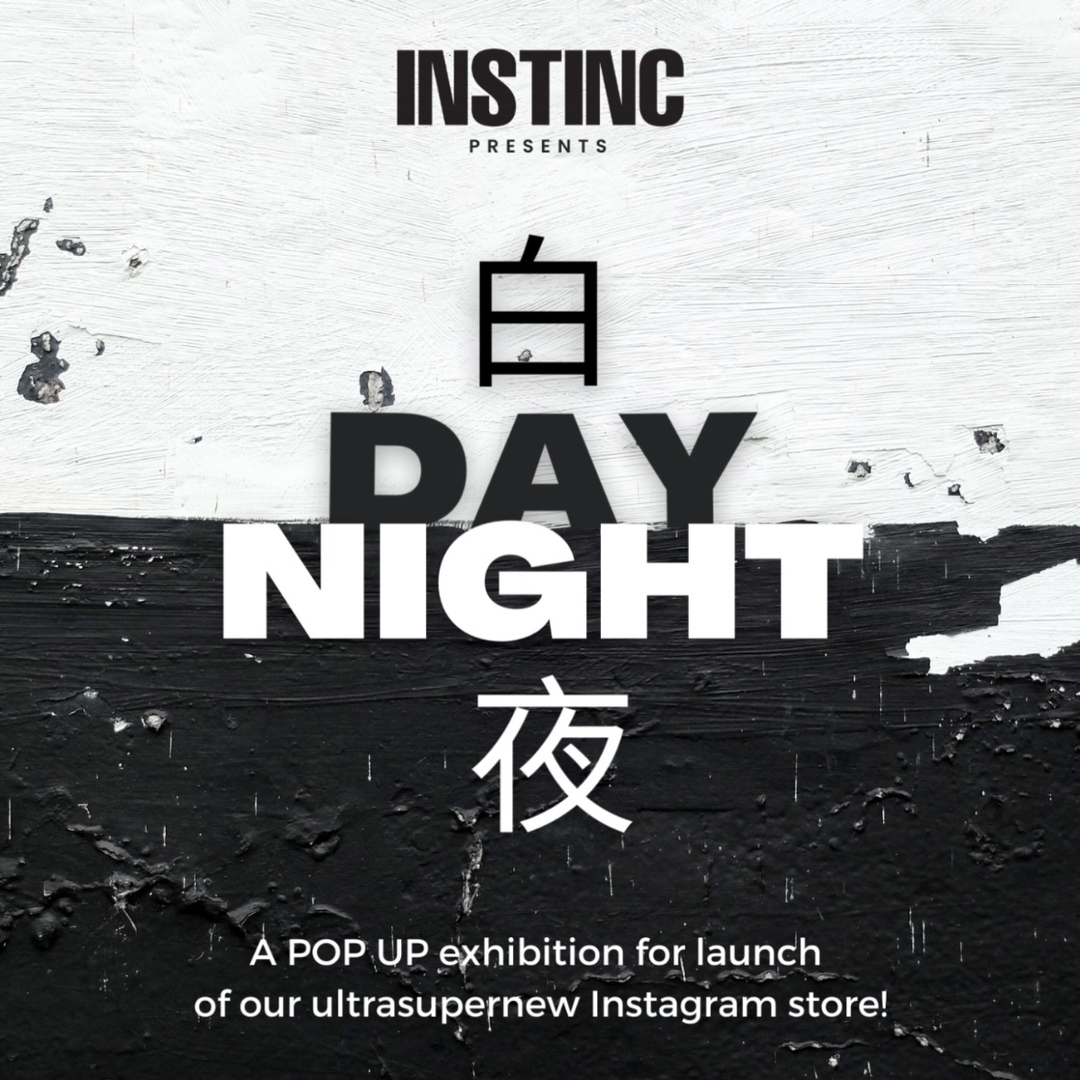 INSTINC
PRESENTS
白
DAY
NIGHT
夜
A POP UP exhibition for launch
of our ultrasupernew Instagram store!